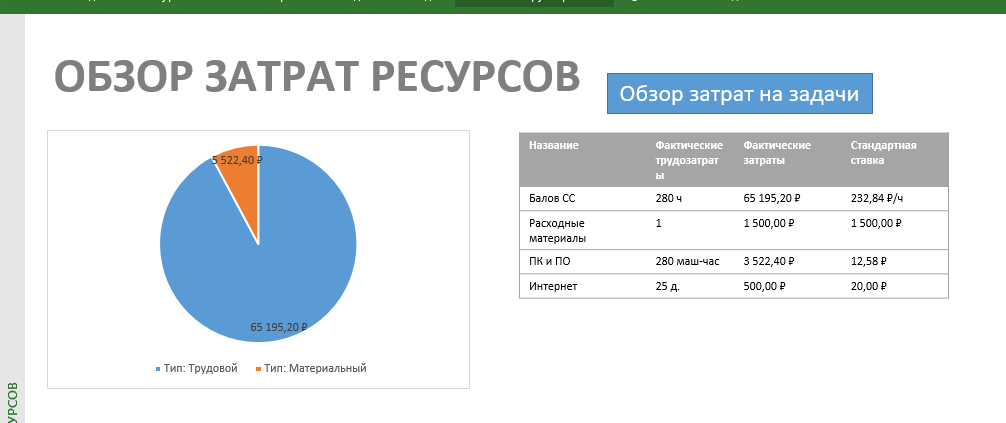 ОБЗОР ЗАТРАТ РЕСУРСОВ
Обзор затрат на задачи
5 522,40 ₽
65 195,20 ₽
Тип: Трудовой Тип: Материальный
Название Фактические трудозатраты Фактические затраты Стандартная ставка
Балов СС 280 ч 65 195,20 ₽ 232,84 ₽/ч
Расходные материалы 1 1 500,00 ₽ 1 500,00 ₽
ПК и ПО 280 маш-час 3 522,40 ₽ 12,58 ₽
Интернет 25 д. 500,00 ₽ 20,00 ₽
УРСОВ